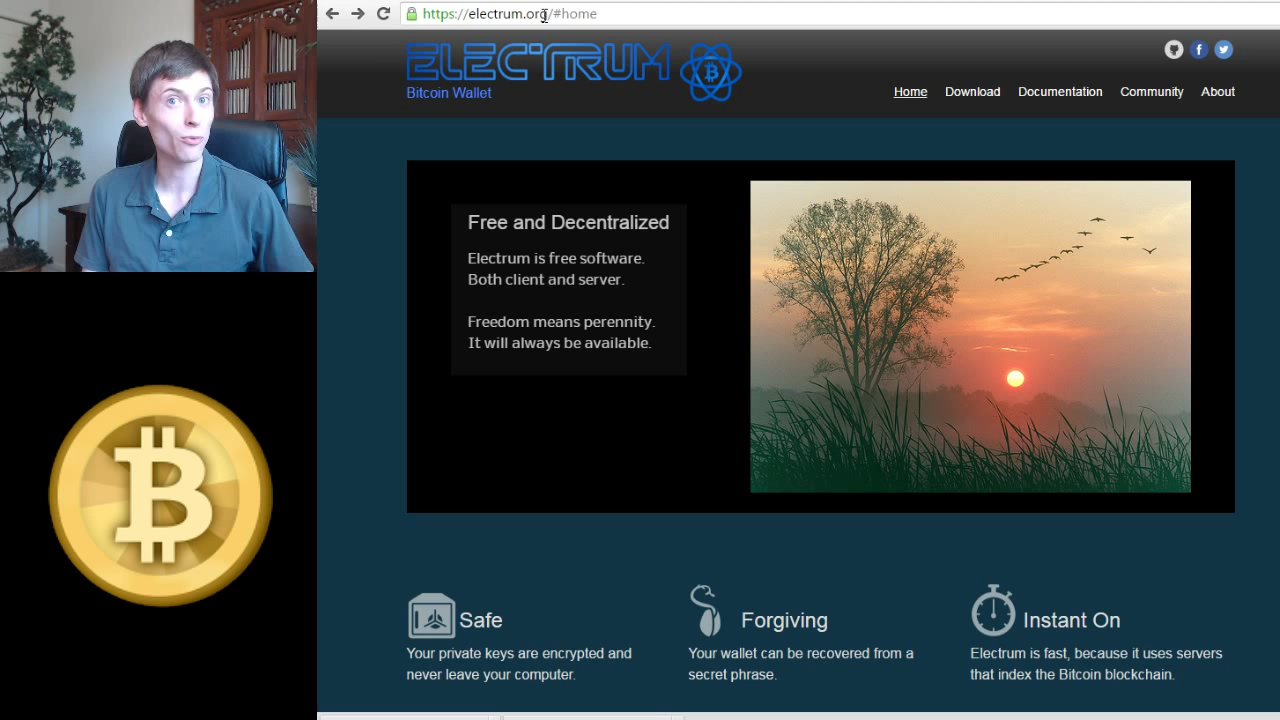 https://electrum.org/#home
ELECTRUM
Bitcoin Wallet
Home Download Documentation Community About
Free and Decentralized
Electrum is free software.
Both client and server.
Freedom means perennity.
It will always be available.
Safe
Your private keys are encrypted and
never leave your computer.
Forgiving
Your wallet can be recovered from a
secret phrase.
Instant On
Electrum is fast, because it uses servers
that index the Bitcoin blockchain.